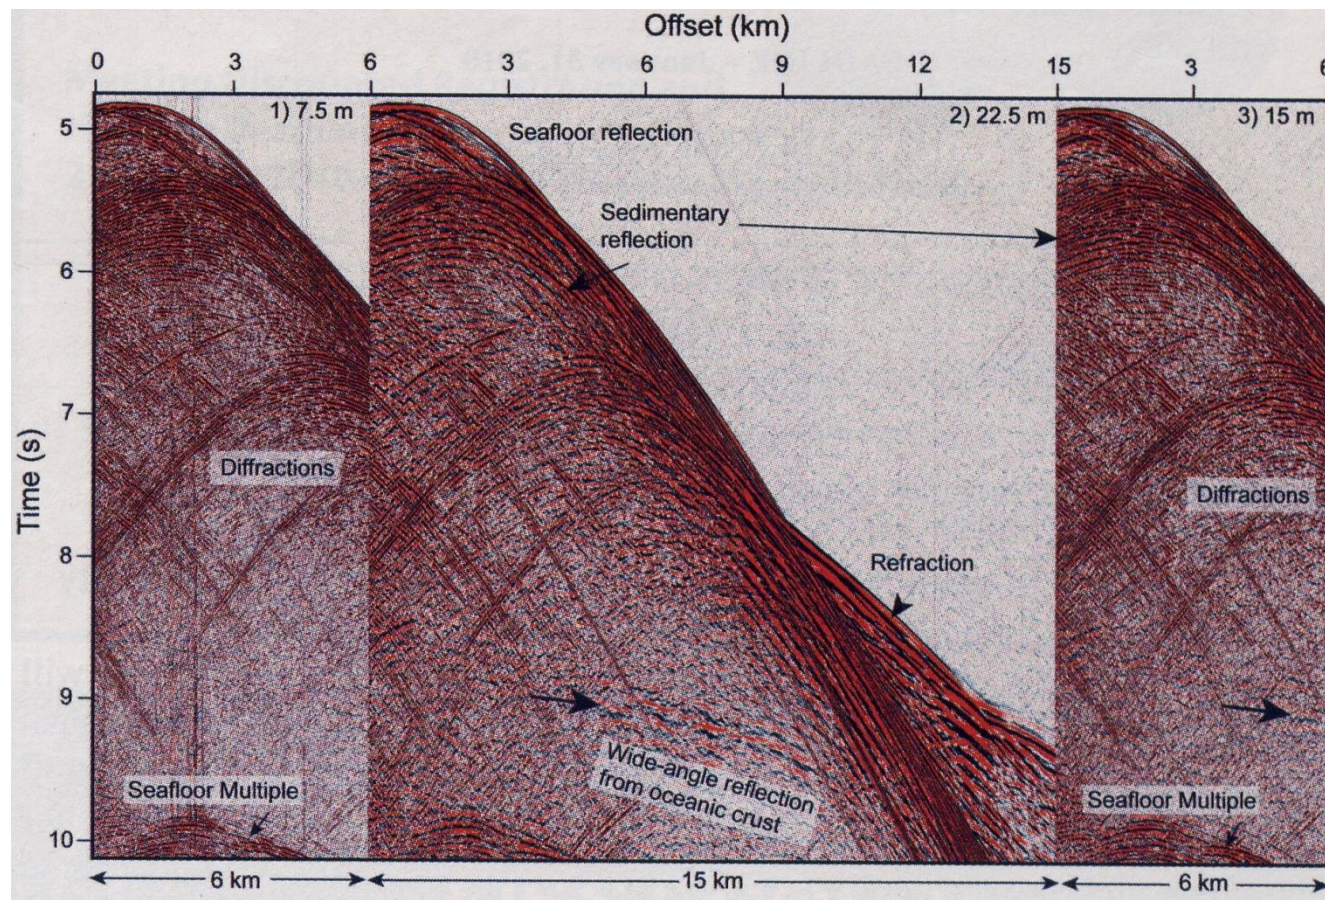 Offset (km)
0 3 6 3 6 9 12 15 3 6
1) 7.5 m
2) 22.5 m
3) 15 m
5
Seafloor reflection
Sedimentary
reflection
6
7
Time (s)
Diffractions
Diffractions
8
Refraction
9
Wide-angle reflection
from oceanic crust
Seafloor Multiple
Seafloor Multiple
10
6 km
15 km
6 km